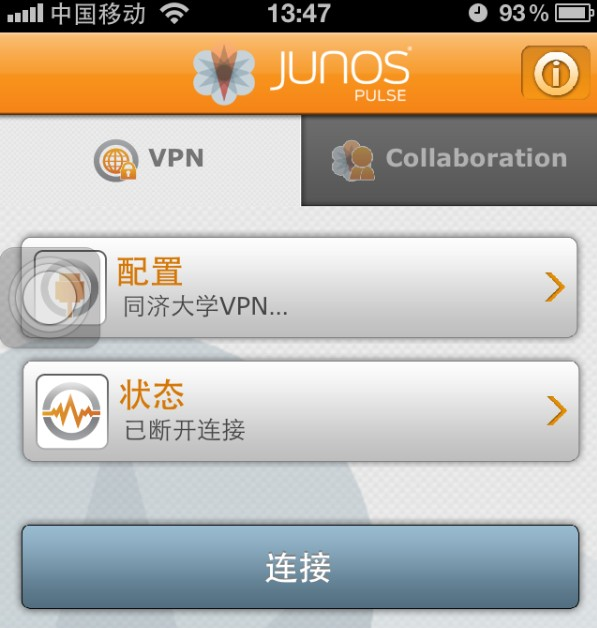 中国移动 13:47 93%
JUNOS
PULSE
VPN Collaboration
配置
同济大学VPN...
状态
已断开连接
连接